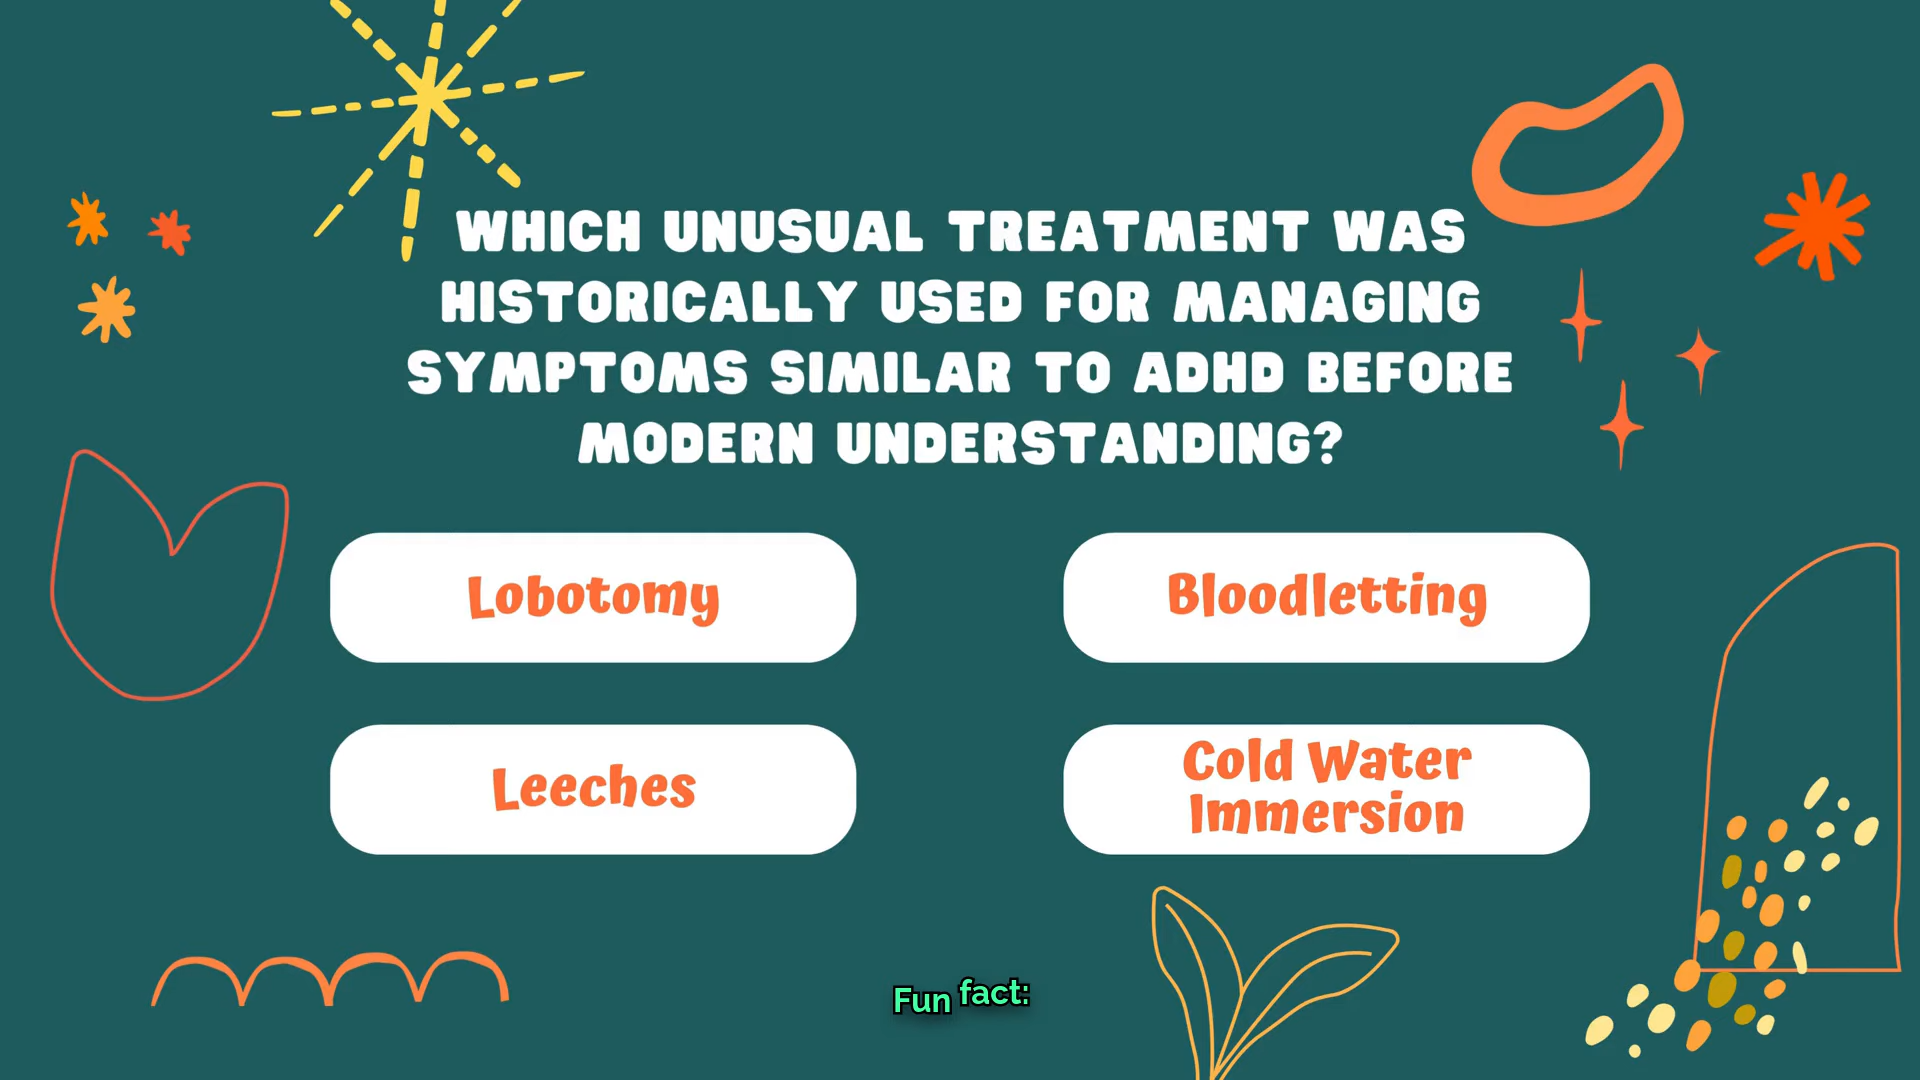 WHICH UNUSUAL TREATMENT WAS
HISTORICALLY USED FOR MANAGING
SYMPTOMS SIMILAR TO ADHD BEFORE
MODERN UNDERSTANDING?
Lobotomy
Bloodletting
Leeches
Cold Water
Immersion
Fun fact: